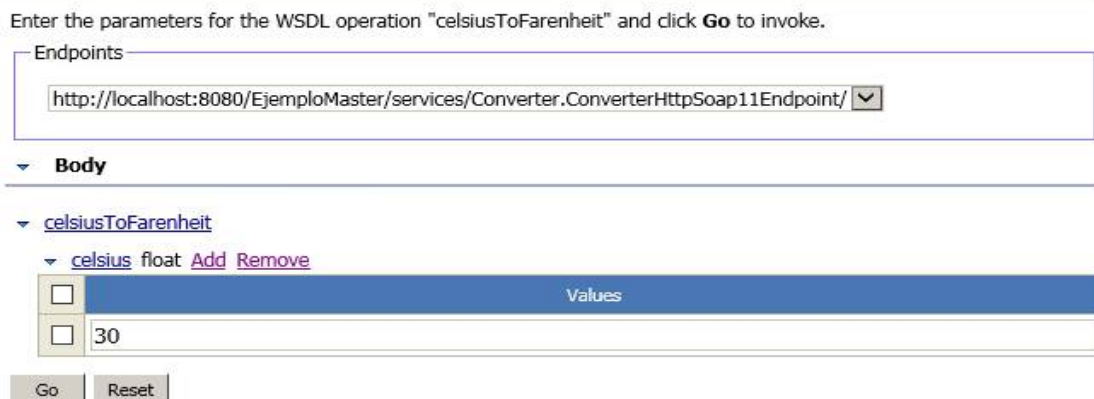 Enter the parameters for the WSDL operation "celsiusToFarenheit" and click Go to invoke.
Endpoints
http://localhost:8080/EjemploMaster/services/Converter.ConverterHttpSoap11Endpoint/
Body
celsiusToFarenheit
celsius float Add Remove
Values
30
Go Reset